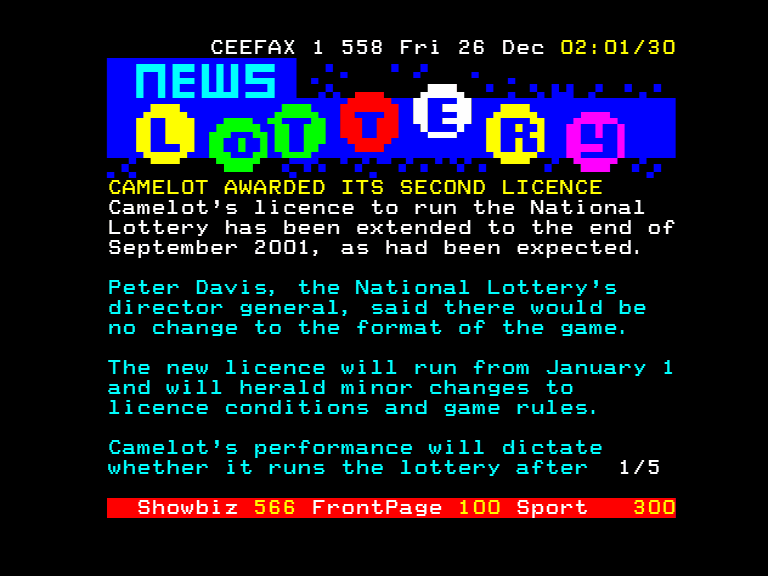 CEEFAX 1 558 Fri 26 Dec 02:01/30
NEWS
LOTTERY
CAMELOT AWARDED ITS SECOND LICENCE
Camelot's licence to run the National
Lottery has been extended to the end of
September 2001, as had been expected.
Peter Davis, the National Lottery's
director general, said there would be
no change to the format of the game.
The new licence will run from January 1
and will herald minor changes to
licence conditions and game rules.
Camelot's performance will dictate
whether it runs the lottery after 1/5
Showbiz 566 FrontPage 100 Sport 300